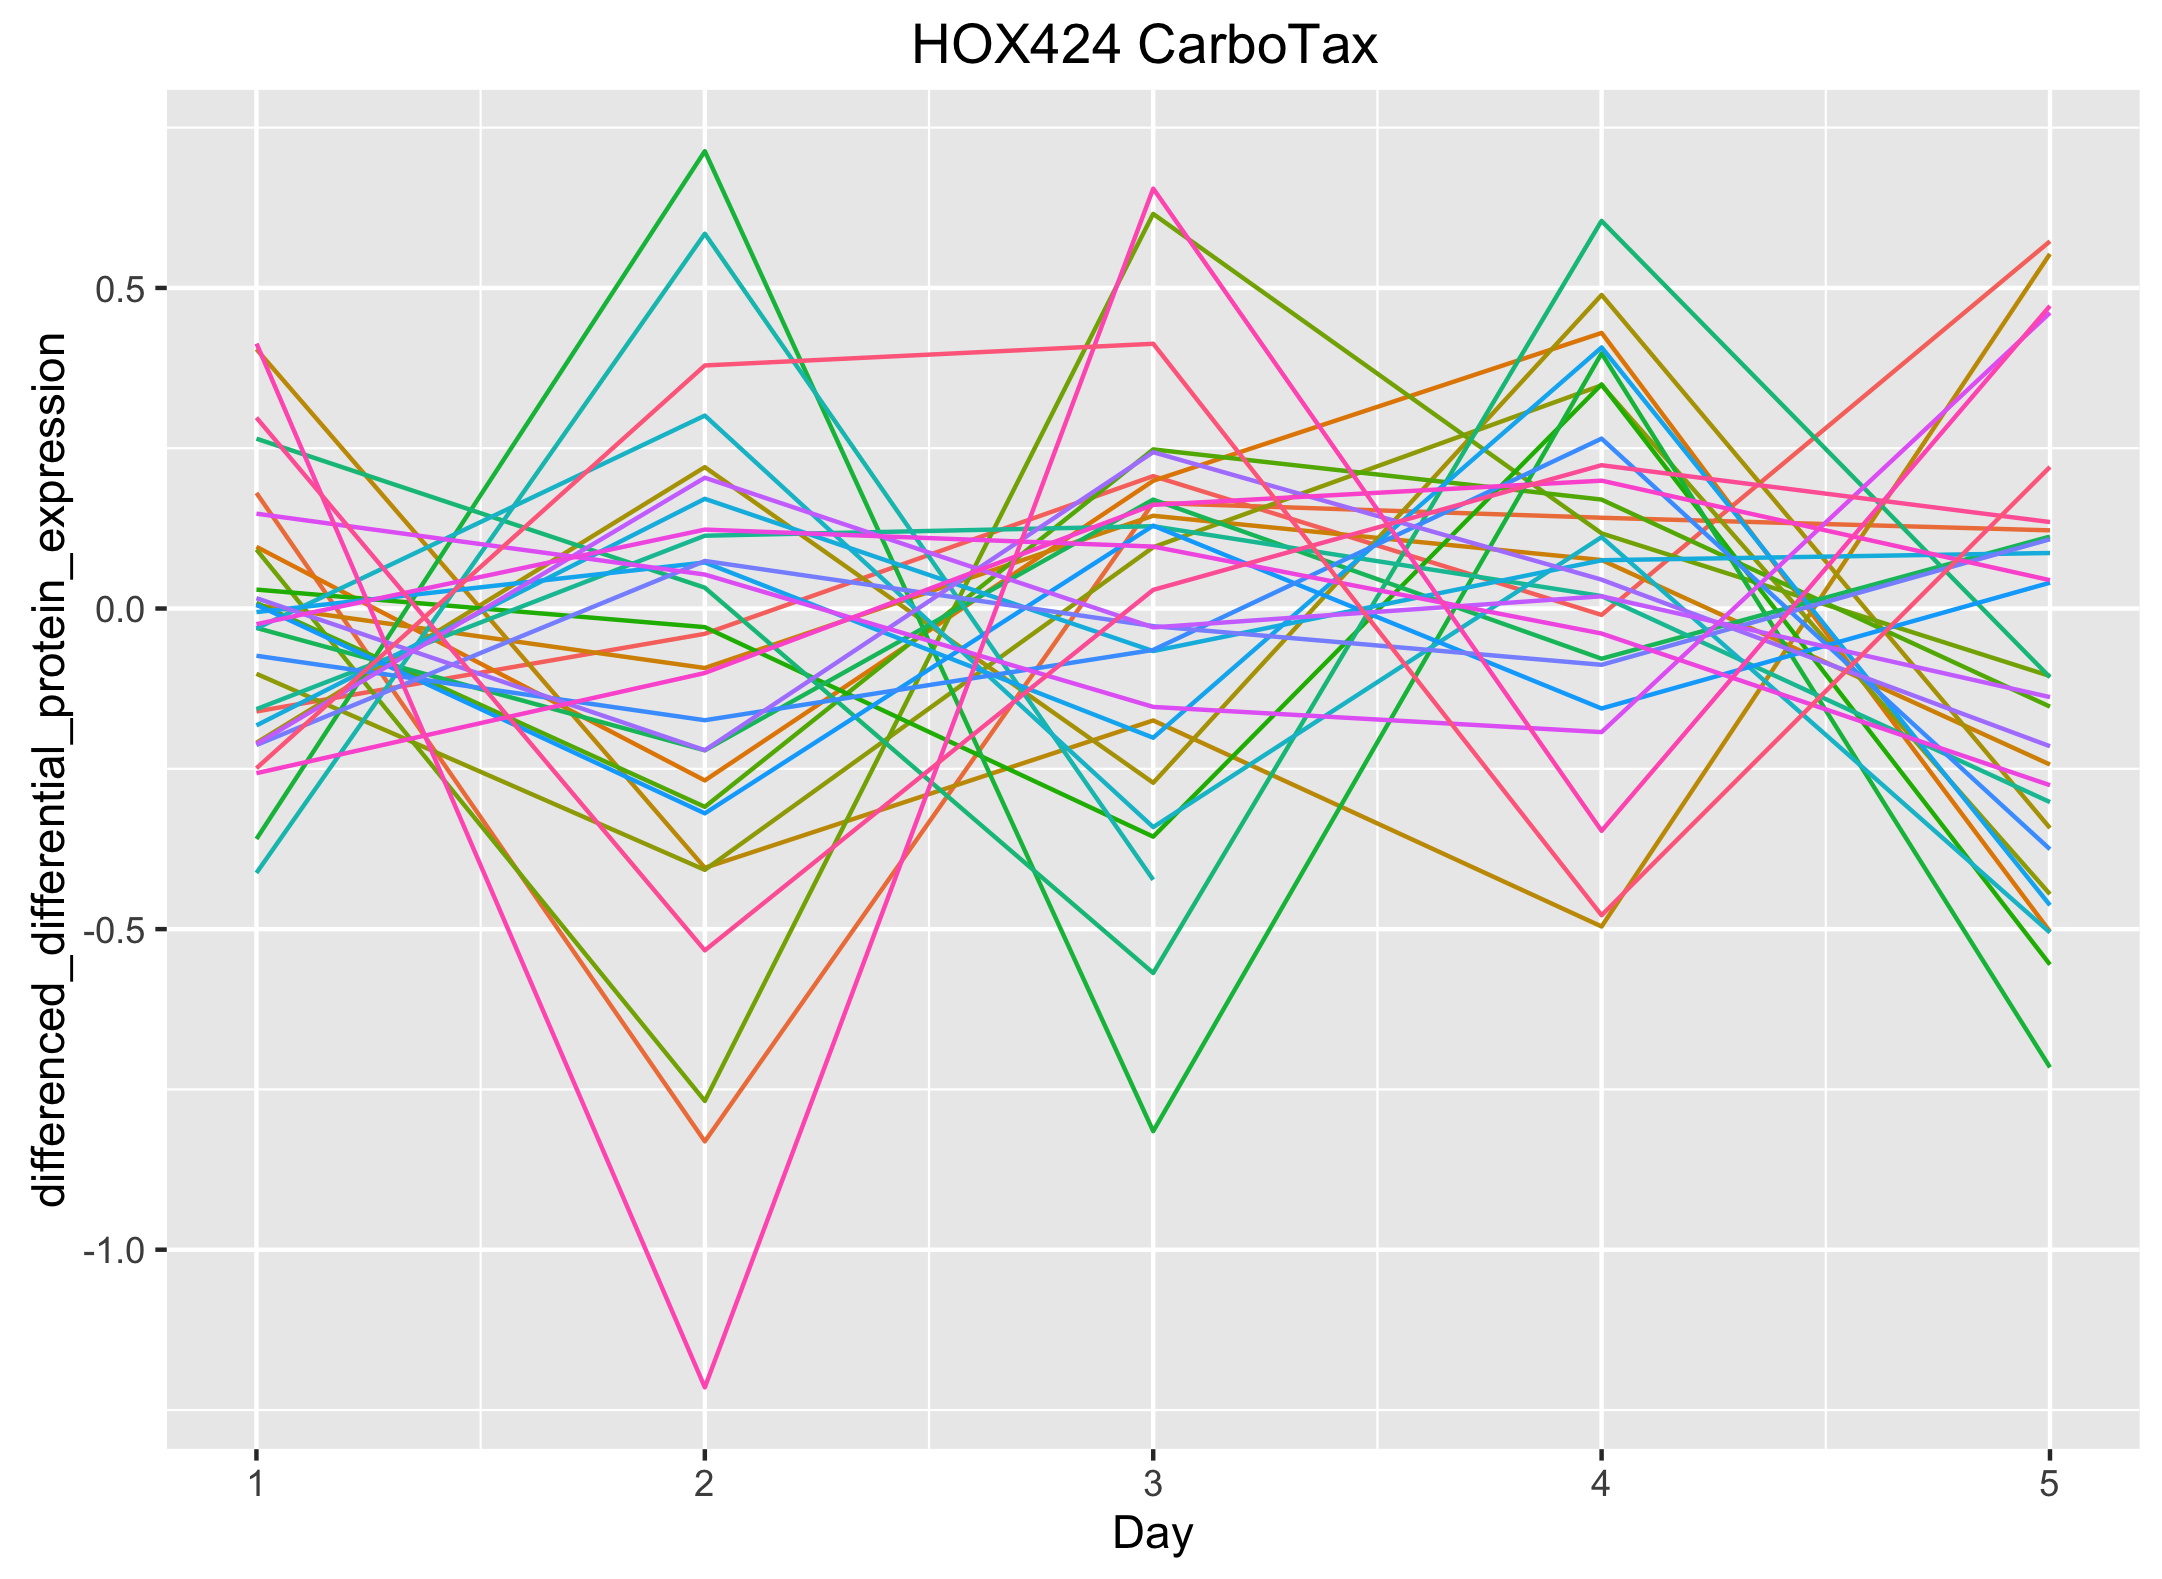 HOX424 CarboTax
differenced_differential_protein_expression
0.5
0.0
-0.5
-1.0
1 2 3 4 5
Day